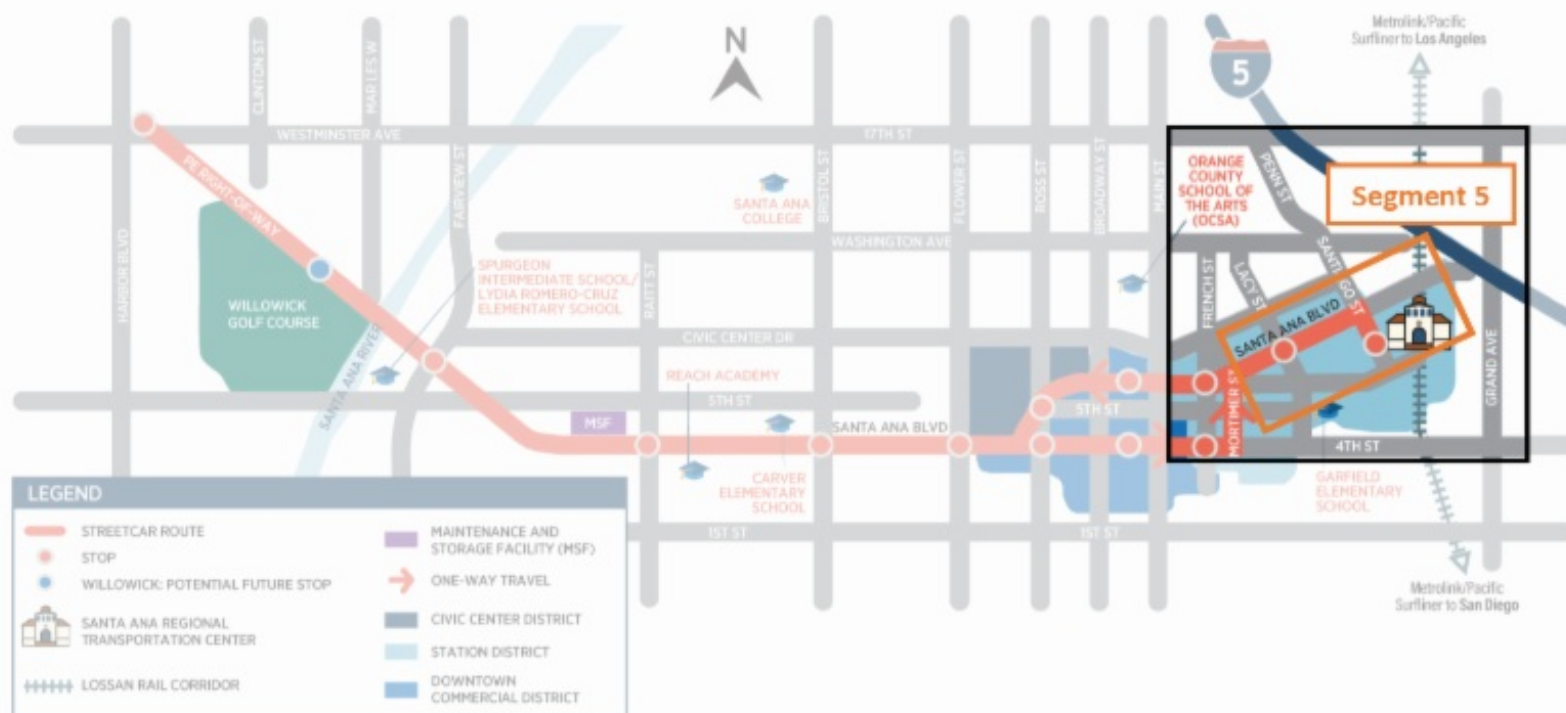 Metrolink/Pacific
Surfliner to Los Angeles
N
5
CLINTON ST
MAR LES W
WESTMINSTER AVE
17TH ST
PE RIGHT-OF-WAY
HARBOR BLVD
FAIRVIEW ST
SANTA ANA
COLLEGE
BRISTOL ST
FLOWER ST
ROSS ST
BROADWAY ST
MAIN ST
ORANGE
COUNTY
SCHOOL OF
THE ARTS
(OCSA)
PENN ST
Segment 5
WASHINGTON AVE
SPURGEON
INTERMEDIATE SCHOOL/
LYDIA ROMERO-CRUZ
ELEMENTARY SCHOOL
RAITT ST
FRENCH ST
LACY ST
SANTIAGO ST
WILLOWICK
GOLF COURSE
SANTA ANA RIVER
CIVIC CENTER DR
SANTA ANA BLVD
GRAND AVE
REACH ACADEMY
5TH ST
5TH ST
MSF
SANTA ANA BLVD
MORTIMER ST
4TH ST
CARVER
ELEMENTARY
SCHOOL
GARFIELD
ELEMENTARY
SCHOOL
1ST ST
1ST ST
Metrolink/Pacific
Surfliner to San Diego
LEGEND
STREETCAR ROUTE
STOP
WILLOWICK: POTENTIAL FUTURE STOP
SANTA ANA REGIONAL
TRANSPORTATION CENTER
LOSSAN RAIL CORRIDOR
MAINTENANCE AND
STORAGE FACILITY (MSF)
ONE-WAY TRAVEL
CIVIC CENTER DISTRICT
STATION DISTRICT
DOWNTOWN
COMMERCIAL DISTRICT